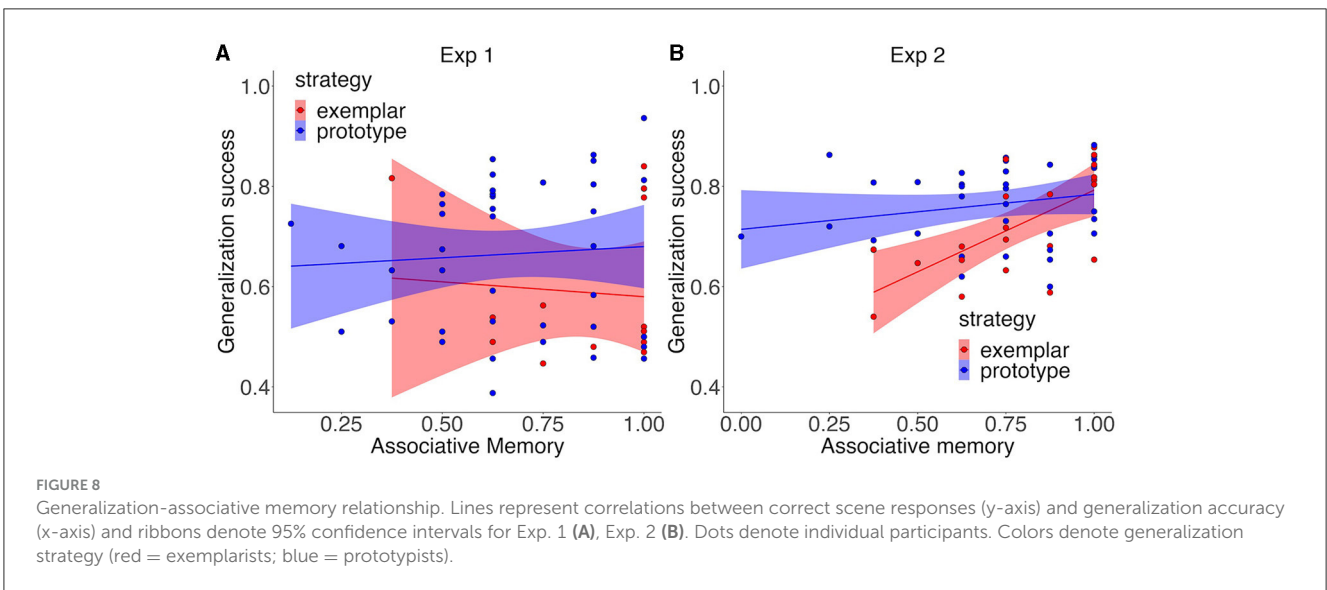 A
Exp 1
strategy
exemplar
prototype
1.0
0.8
0.6
0.4
Generalization success
0.25
0.50
0.75
1.00
Associative Memory
B
Exp 2
1.0
0.8
0.6
0.4
Generalization success
strategy
exemplar
prototype
0.00
0.25
0.50
0.75
1.00
Associative memory
FIGURE 8
Generalization-associative memory relationship. Lines represent correlations between correct scene responses (y-axis) and generalization accuracy
(x-axis) and ribbons denote 95% confidence intervals for Exp. 1 (A), Exp. 2 (B). Dots denote individual participants. Colors denote generalization
strategy (red = exemplarists; blue = prototypists).